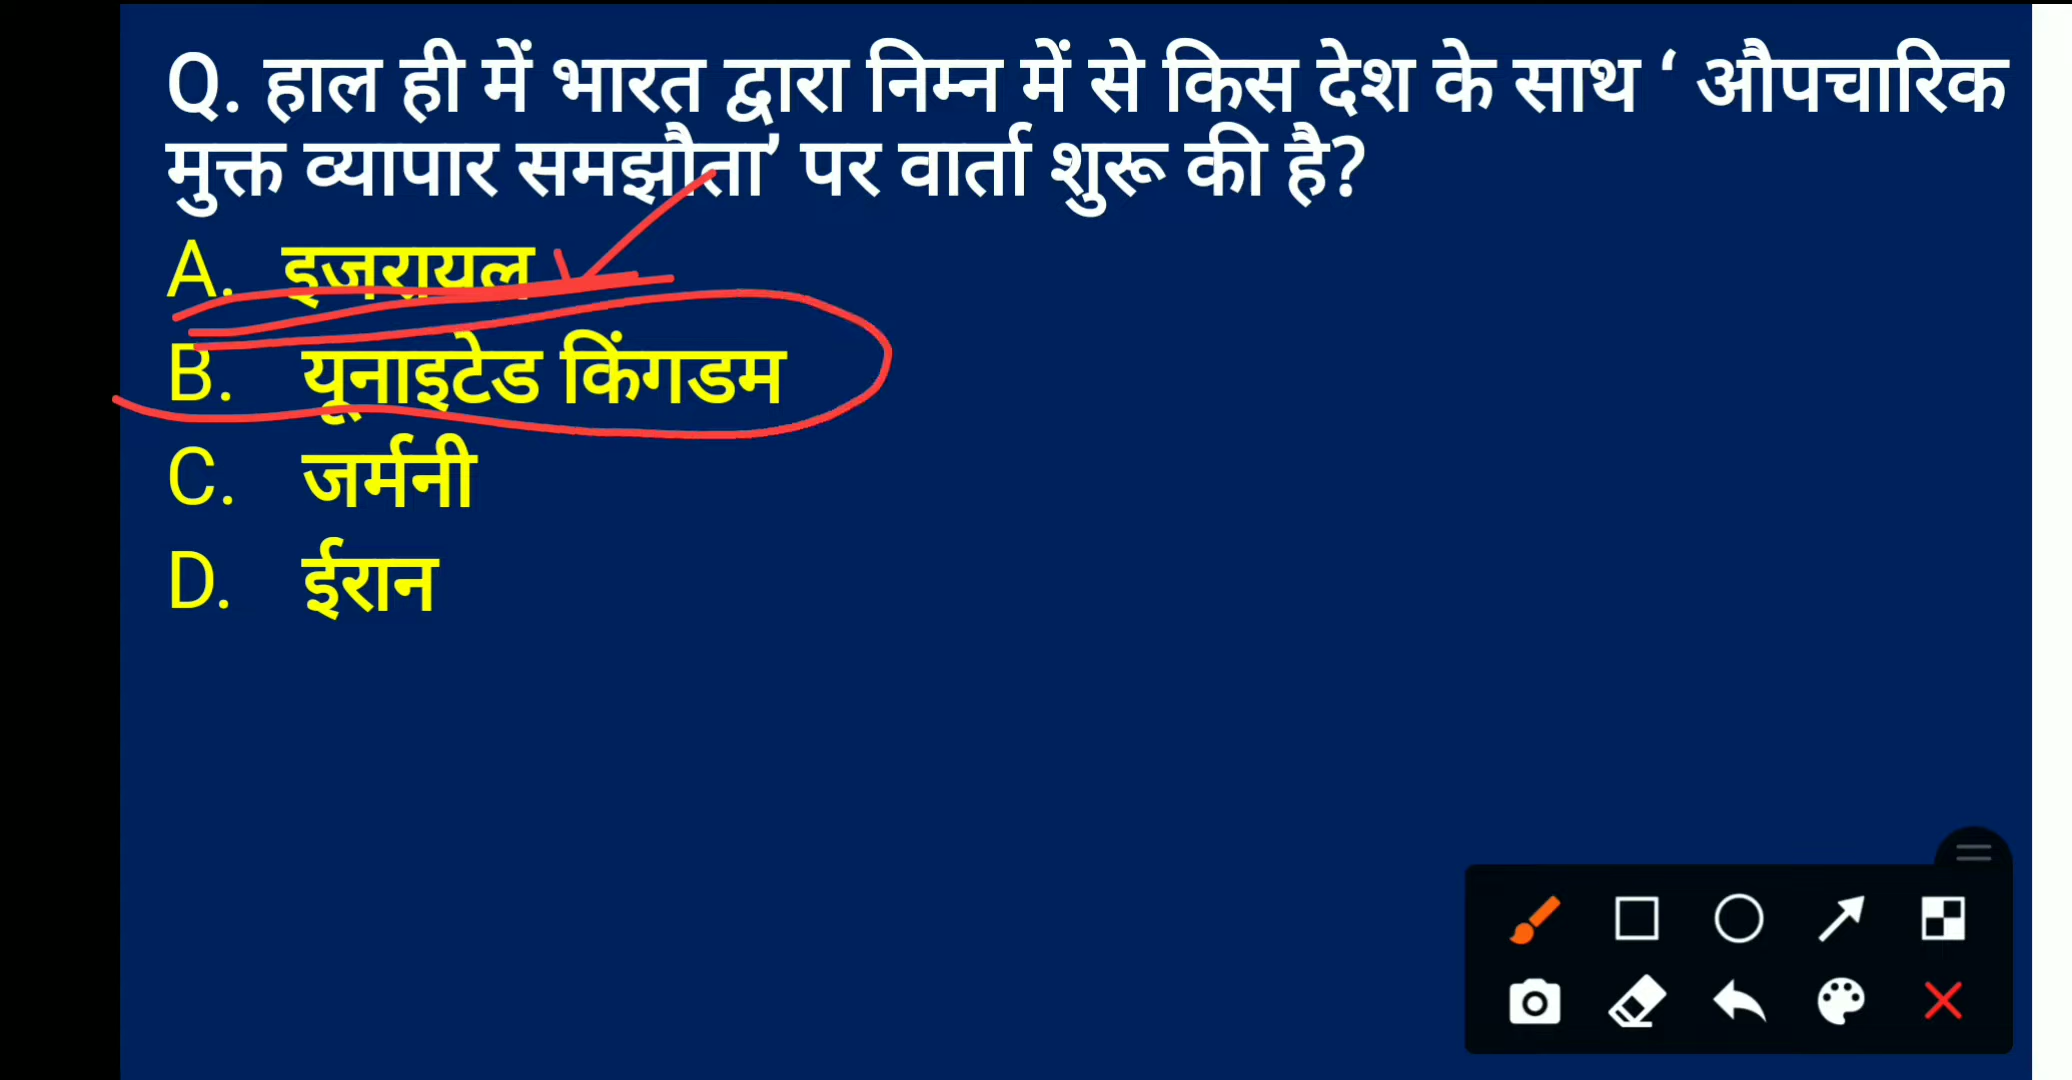 Q. हाल ही में भारत द्वारा निम्न में से किस देश के साथ ‘ औपचारिक
मुक्त व्यापार समझौता’ पर वार्ता शुरू की है?
A. इजरायल
B. यूनाइटेड किंगडम
C. जर्मनी
D. ईरान